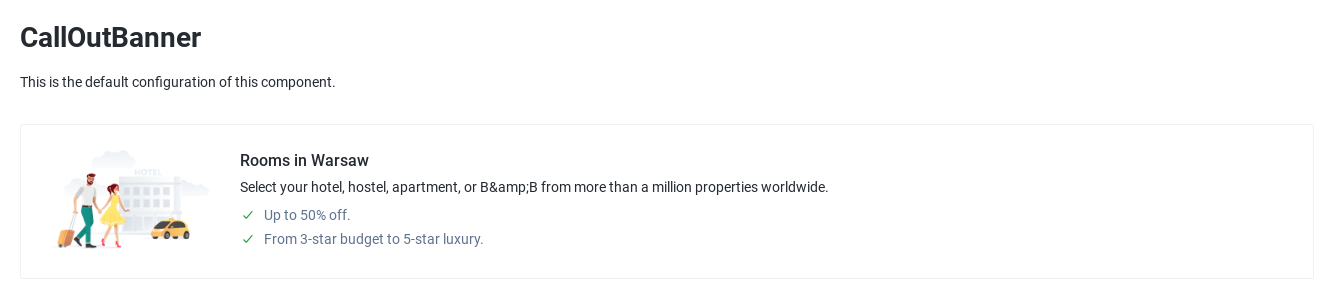 CallOutBanner
This is the default configuration of this component.
HOTEL
Rooms in Warsaw
Select your hotel, hostel, apartment, or B&amp;B from more than a million properties worldwide.
Up to 50% off.
From 3-star budget to 5-star luxury.